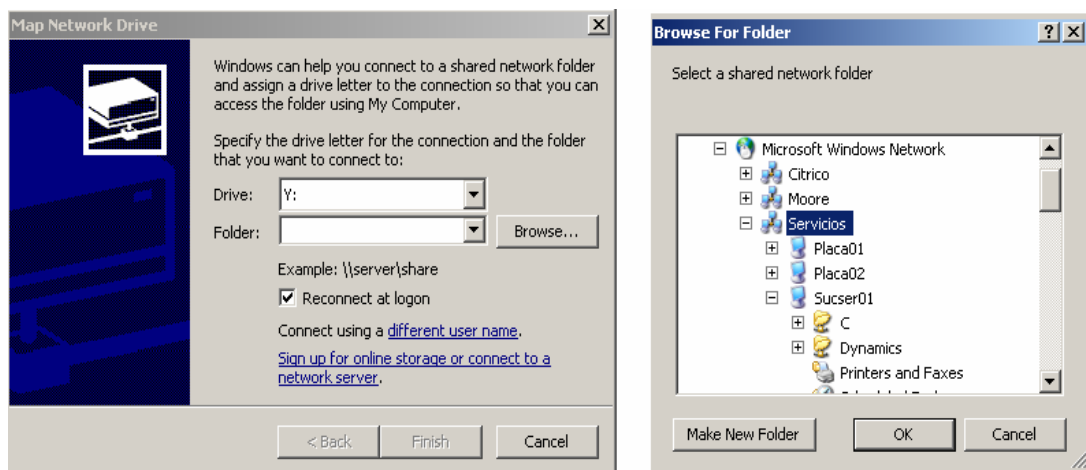 Map Network Drive
Windows can help you connect to a shared network folder
and assign a drive letter to the connection so that you can
access the folder using My Computer.
Specify the drive letter for the connection and the folder
that you want to connect to:
Drive: Y:
Folder: Browse...
Example: \\server\share
Reconnect at logon
Connect using a different user name.
Sign up for online storage or connect to a
network server.
< Back Finish Cancel
Browse For Folder
Select a shared network folder
Microsoft Windows Network
Citrico
Moore
Servicios
Placa01
Placa02
Sucser01
C
Dynamics
Printers and Faxes
Make New Folder OK Cancel